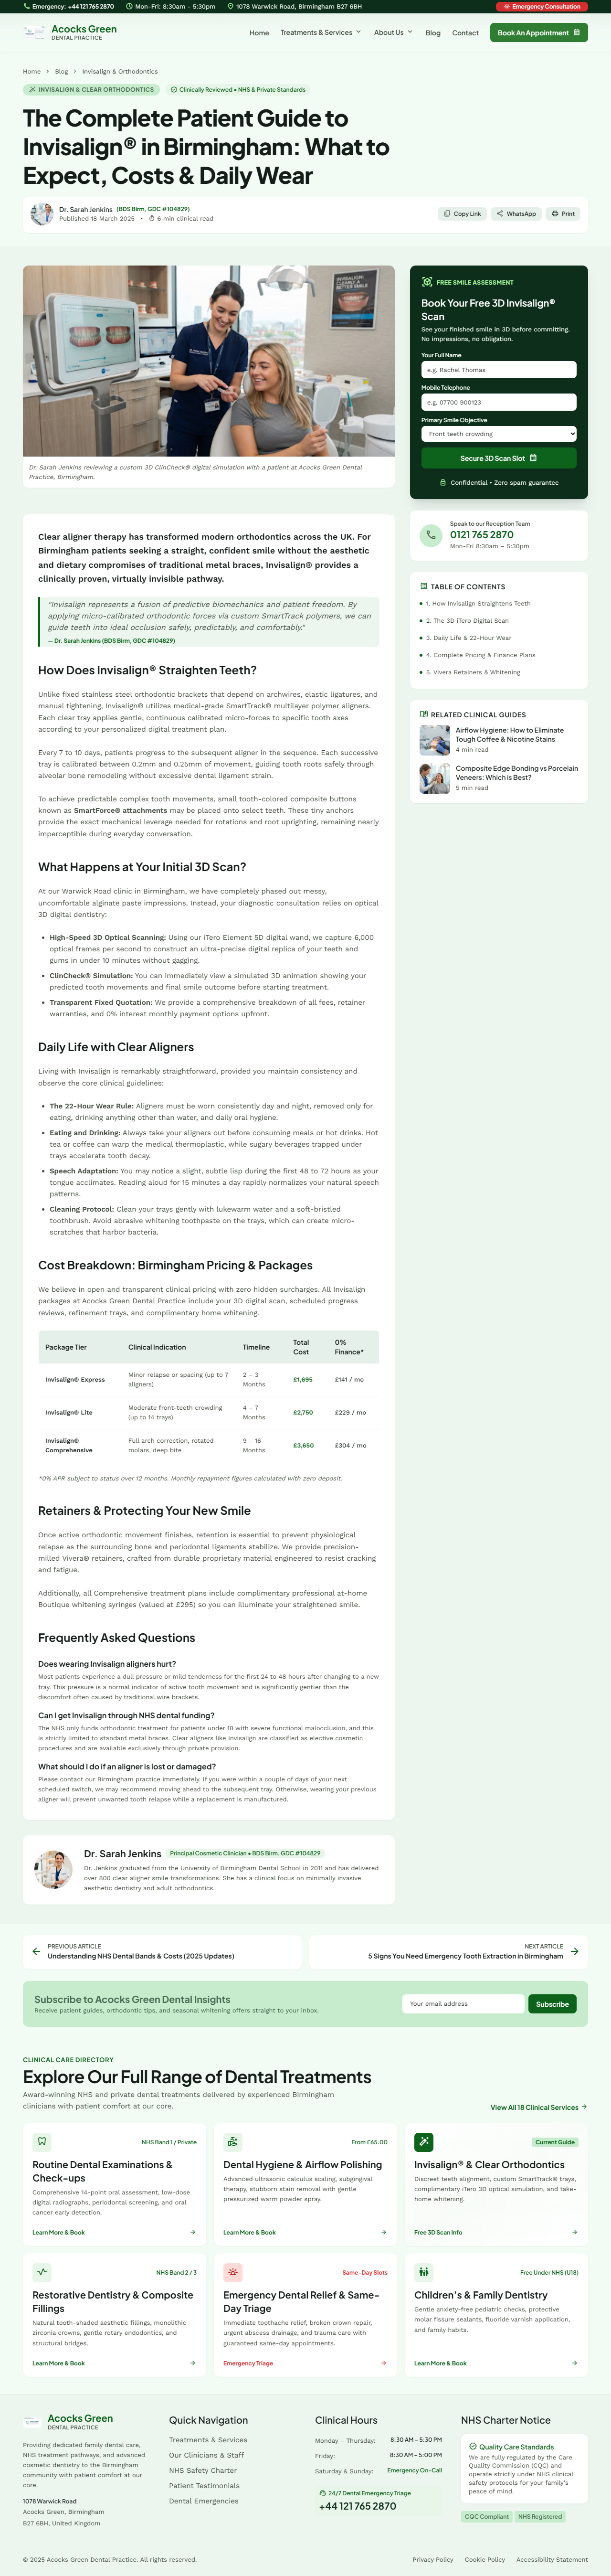 Emergency: +44 121 765 2870
Mon-Fri: 8:30am - 5:30pm
1078 Warwick Road, Birmingham B27 6BH
Emergency Consultation
Acocks Green
DENTAL PRACTICE
Home
Treatments & Services
About Us
Blog
Contact
Book An Appointment
Home > Blog > Invisalign & Orthodontics
INVISALIGN & CLEAR ORTHODONTICS
Clinically Reviewed • NHS & Private Standards
The Complete Patient Guide to
Invisalign® in Birmingham: What to
Expect, Costs & Daily Wear
Dr. Sarah Jenkins (BDS Birm, GDC #104829)
Published 18 March 2025 • 6 min clinical read
Copy Link
WhatsApp
Print
Dr. Sarah Jenkins reviewing a custom 3D ClinCheck® digital simulation with a patient at Acocks Green Dental
Practice, Birmingham.
Clear aligner therapy has transformed modern orthodontics across the UK. For
Birmingham patients seeking a straight, confident smile without the aesthetic
and dietary compromises of traditional metal braces, Invisalign® provides a
clinically proven, virtually invisible pathway.
"Invisalign represents a fusion of predictive biomechanics and patient freedom. By
applying micro-calibrated orthodontic forces via custom SmartTrack polymers, we can
guide teeth into ideal occlusion safely, predictably, and comfortably."
— Dr. Sarah Jenkins (BDS Birm, GDC #104829)
How Does Invisalign® Straighten Teeth?
Unlike fixed stainless steel orthodontic brackets that depend on archwires, elastic ligatures, and
manual tightening, Invisalign® utilizes medical-grade SmartTrack® multilayer polymer aligners.
Each clear tray applies gentle, continuous calibrated micro-forces to specific tooth axes
according to your personalized digital treatment plan.
Every 7 to 10 days, patients progress to the subsequent aligner in the sequence. Each successive
tray is calibrated between 0.2mm and 0.25mm of movement, guiding tooth roots safely through
alveolar bone remodeling without excessive dental ligament strain.
To achieve predictable complex tooth movements, small tooth-colored composite buttons
known as SmartForce® attachments may be placed onto select teeth. These tiny anchors
provide the exact mechanical leverage needed for rotations and root uprighting, remaining nearly
imperceptible during everyday conversation.
What Happens at Your Initial 3D Scan?
At our Warwick Road clinic in Birmingham, we have completely phased out messy,
uncomfortable alginate paste impressions. Instead, your diagnostic consultation relies on optical
3D digital dentistry:
• High-Speed 3D Optical Scanning: Using our iTero Element 5D digital wand, we capture 6,000
optical frames per second to construct an ultra-precise digital replica of your teeth and
gums in under 10 minutes without gagging.
• ClinCheck® Simulation: You can immediately view a simulated 3D animation showing your
predicted tooth movements and final smile outcome before starting treatment.
• Transparent Fixed Quotation: We provide a comprehensive breakdown of all fees, retainer
warranties, and 0% interest monthly payment options upfront.
Daily Life with Clear Aligners
Living with Invisalign is remarkably straightforward, provided you maintain consistency and
observe the core clinical guidelines:
• The 22-Hour Wear Rule: Aligners must be worn consistently day and night, removed only for
eating, drinking anything other than water, and daily oral hygiene.
• Eating and Drinking: Always take your aligners out before consuming meals or hot drinks. Hot
tea or coffee can warp the medical thermoplastic, while sugary beverages trapped under
trays accelerate tooth decay.
• Speech Adaptation: You may notice a slight, subtle lisp during the first 48 to 72 hours as your
tongue acclimates. Reading aloud for 15 minutes a day rapidly normalizes your natural speech
patterns.
• Cleaning Protocol: Clean your trays gently with lukewarm water and a soft-bristled
toothbrush. Avoid abrasive whitening toothpaste on the trays, which can create micro-
scratches that harbor bacteria.
Cost Breakdown: Birmingham Pricing & Packages
We believe in open and transparent clinical pricing with zero hidden surcharges. All Invisalign
packages at Acocks Green Dental Practice include your 3D digital scan, scheduled progress
reviews, refinement trays, and complimentary home whitening.
Package Tier | Clinical Indication | Timeline | Total Cost | 0% Finance*
Invisalign® Express | Minor relapse or spacing (up to 7 aligners) | 2 – 3 Months | £1,695 | £141 / mo
Invisalign® Lite | Moderate front-teeth crowding (up to 14 trays) | 4 – 7 Months | £2,750 | £229 / mo
Invisalign® Comprehensive | Full arch correction, rotated molars, deep bite | 9 – 16 Months | £3,650 | £304 / mo
*0% APR subject to status over 12 months. Monthly repayment figures calculated with zero deposit.
Retainers & Protecting Your New Smile
Once active orthodontic movement finishes, retention is essential to prevent physiological
relapse as the surrounding bone and periodontal ligaments stabilize. We provide precision-
milled Vivera® retainers, crafted from durable proprietary material engineered to resist cracking
and fatigue.
Additionally, all Comprehensive treatment plans include complimentary professional at-home
Boutique whitening syringes (valued at £295) so you can illuminate your straightened smile.
Frequently Asked Questions
Does wearing Invisalign aligners hurt?
Most patients experience a dull pressure or mild tenderness for the first 24 to 48 hours after changing to a new
tray. This pressure is a normal indicator of active tooth movement and is significantly gentler than the
discomfort often caused by traditional wire brackets.
Can I get Invisalign through NHS dental funding?
The NHS only funds orthodontic treatment for patients under 18 with severe functional malocclusion, and this
is strictly limited to standard metal braces. Clear aligners like Invisalign are classified as elective cosmetic
procedures and are available exclusively through private provision.
What should I do if an aligner is lost or damaged?
Please contact our Birmingham practice immediately. If you were within a couple of days of your next
scheduled switch, we may recommend moving ahead to the subsequent tray. Otherwise, wearing your previous
aligner will prevent unwanted tooth relapse while a replacement is manufactured.
Dr. Sarah Jenkins
Principal Cosmetic Clinician • BDS Birm, GDC #104829
Dr. Jenkins graduated from the University of Birmingham Dental School in 2011 and has delivered
over 800 clear aligner smile transformations. She has a clinical focus on minimally invasive
aesthetic dentistry and adult orthodontics.
FREE SMILE ASSESSMENT
Book Your Free 3D Invisalign®
Scan
See your finished smile in 3D before committing.
No impressions, no obligation.
Your Full Name
e.g. Rachel Thomas
Mobile Telephone
e.g. 07700 900123
Primary Smile Objective
Front teeth crowding
Secure 3D Scan Slot
Confidential • Zero spam guarantee
Speak to our Reception Team
0121 765 2870
Mon-Fri 8:30am - 5:30pm
TABLE OF CONTENTS
1. How Invisalign Straightens Teeth
2. The 3D iTero Digital Scan
3. Daily Life & 22-Hour Wear
4. Complete Pricing & Finance Plans
5. Vivera Retainers & Whitening
RELATED CLINICAL GUIDES
Airflow Hygiene: How to Eliminate
Tough Coffee & Nicotine Stains
4 min read
Composite Edge Bonding vs Porcelain
Veneers: Which is Best?
5 min read
PREVIOUS ARTICLE
Understanding NHS Dental Bands & Costs (2025 Updates)
NEXT ARTICLE
5 Signs You Need Emergency Tooth Extraction in Birmingham
Subscribe to Acocks Green Dental Insights
Receive patient guides, orthodontic tips, and seasonal whitening offers straight to your inbox.
Your email address
Subscribe
CLINICAL CARE DIRECTORY
Explore Our Full Range of Dental Treatments
Award-winning NHS and private dental treatments delivered by experienced Birmingham
clinicians with patient comfort at our core.
View All 18 Clinical Services
NHS Band 1 / Private
Routine Dental Examinations &
Check-ups
Comprehensive 14-point oral assessment, low-dose
digital radiographs, periodontal screening, and oral
cancer early detection.
Learn More & Book
From £65.00
Dental Hygiene & Airflow Polishing
Advanced ultrasonic calculus scaling, subgingival
therapy, stubborn stain removal with gentle
pressurized warm powder spray.
Learn More & Book
Current Guide
Invisalign® & Clear Orthodontics
Discreet teeth alignment, custom SmartTrack® trays,
complimentary iTero 3D optical simulation, and take-
home whitening.
Free 3D Scan Info
NHS Band 2 / 3
Restorative Dentistry & Composite
Fillings
Natural tooth-shaded aesthetic fillings, monolithic
zirconia crowns, gentle rotary endodontics, and
structural bridges.
Learn More & Book
Same-Day Slots
Emergency Dental Relief & Same-
Day Triage
Immediate toothache relief, broken crown repair,
urgent abscess drainage, and trauma care with
guaranteed same-day appointments.
Emergency Triage
Free Under NHS (U18)
Children's & Family Dentistry
Gentle anxiety-free pediatric checks, protective
molar fissure sealants, fluoride varnish application,
and family habits.
Learn More & Book
Acocks Green
DENTAL PRACTICE
Providing dedicated family dental care,
NHS treatment pathways, and advanced
cosmetic dentistry to the Birmingham
community with patient comfort at our
core.
1078 Warwick Road
Acocks Green, Birmingham
B27 6BH, United Kingdom
Quick Navigation
Treatments & Services
Our Clinicians & Staff
NHS Safety Charter
Patient Testimonials
Dental Emergencies
Clinical Hours
Monday – Thursday: 8:30 AM - 5:30 PM
Friday: 8:30 AM - 5:00 PM
Saturday & Sunday: Emergency On-Call
24/7 Dental Emergency Triage
+44 121 765 2870
NHS Charter Notice
Quality Care Standards
We are fully regulated by the Care
Quality Commission (CQC) and
operate strictly under NHS clinical
safety protocols for your family's
peace of mind.
CQC Compliant
NHS Registered
© 2025 Acocks Green Dental Practice. All rights reserved.
Privacy Policy
Cookie Policy
Accessibility Statement